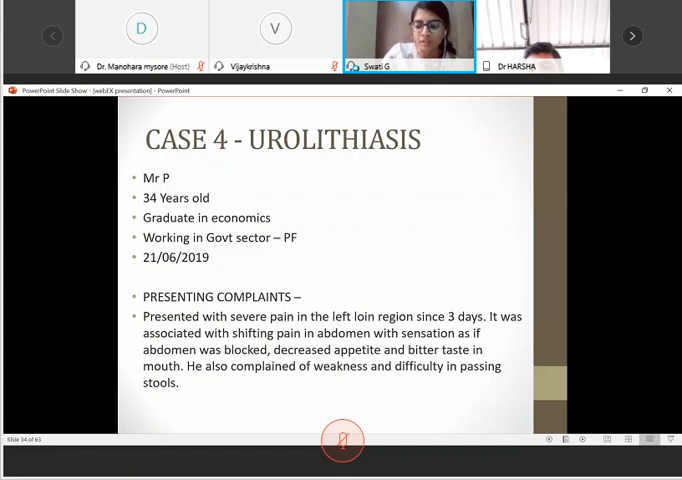 D
V
Dr. Manohara mysore (Host)
Vijaykrishna
Swati G
Dr HARSHA
PowerPoint Slide Show - [webEX presentation] - PowerPoint
CASE 4 - UROLITHIASIS
• Mr P
• 34 Years old
• Graduate in economics
• Working in Govt sector – PF
• 21/06/2019
• PRESENTING COMPLAINTS –
• Presented with severe pain in the left loin region since 3 days. It was
associated with shifting pain in abdomen with sensation as if
abdomen was blocked, decreased appetite and bitter taste in
mouth. He also complained of weakness and difficulty in passing
stools.
Slide 34 of 63